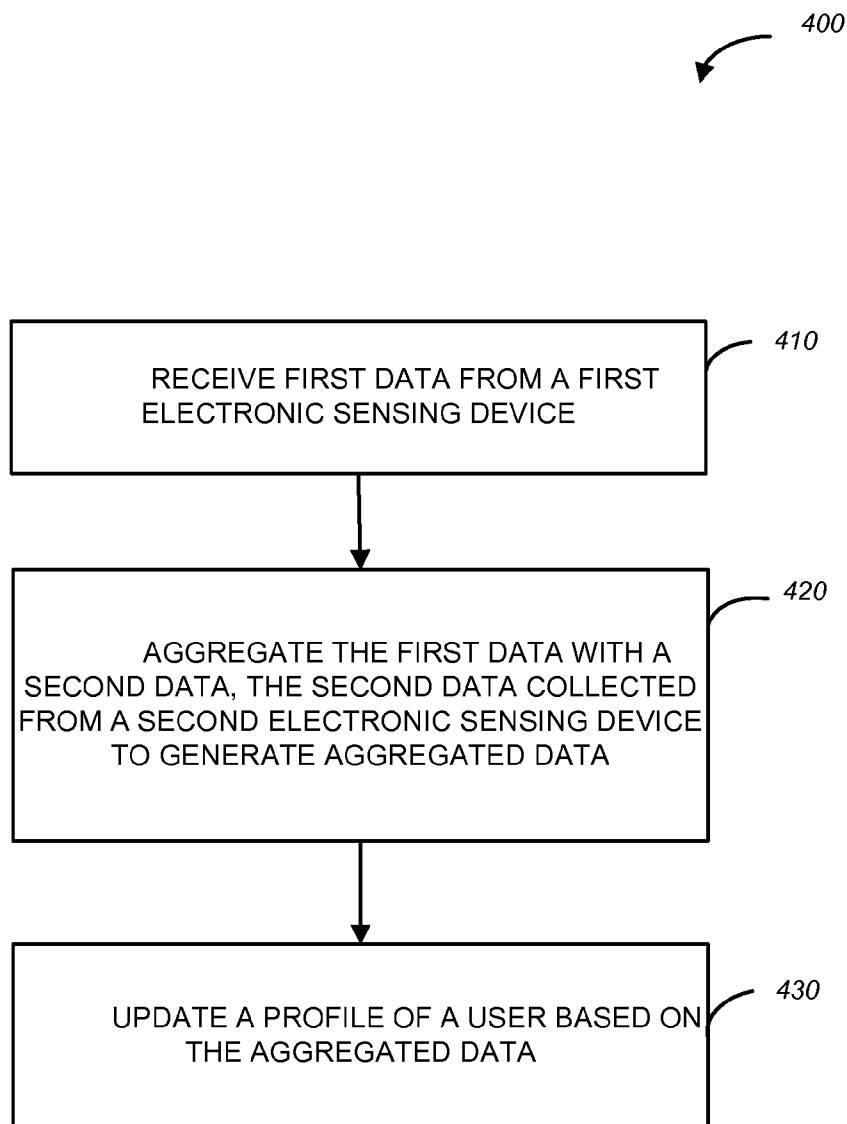 400
410
RECEIVE FIRST DATA FROM A FIRST
ELECTRONIC SENSING DEVICE
420
AGGREGATE THE FIRST DATA WITH A
SECOND DATA, THE SECOND DATA COLLECTED
FROM A SECOND ELECTRONIC SENSING DEVICE
TO GENERATE AGGREGATED DATA
430
UPDATE A PROFILE OF A USER BASED ON
THE AGGREGATED DATA